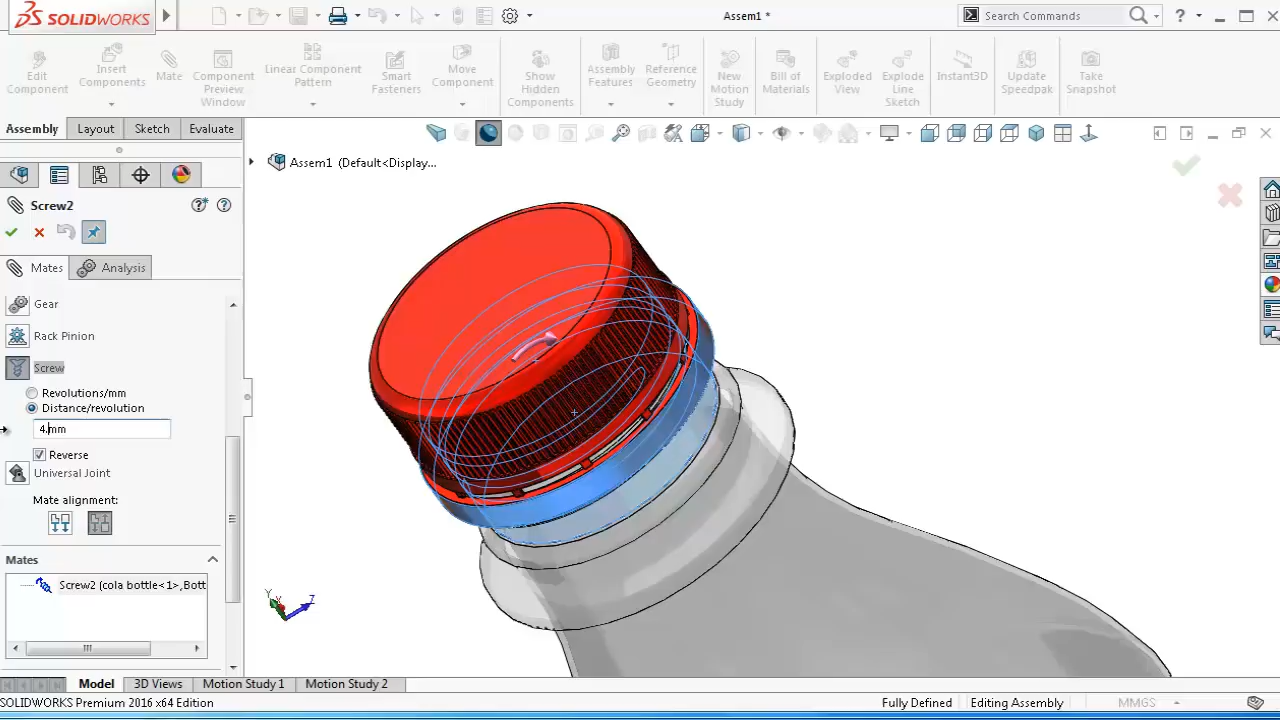 SOLIDWORKS
Assem1 *
Search Commands
?
Edit Component
Insert Components
Mate
Component Preview Window
Linear Component Pattern
Smart Fasteners
Move Component
Show Hidden Components
Assembly Features
Reference Geometry
New Motion Study
Bill of Materials
Exploded View
Explode Line Sketch
Instant3D
Update Speedpak
Take Snapshot
Assembly
Layout
Sketch
Evaluate
Assem1 (Default<Display...
Screw2
Mates
Analysis
Gear
Rack Pinion
Screw
Revolutions/mm
Distance/revolution
4.mm
Reverse
Universal Joint
Mate alignment:
Mates
Screw2 (cola bottle<1>,Bott
Y
X
Z
Model
3D Views
Motion Study 1
Motion Study 2
SOLIDWORKS Premium 2016 x64 Edition
Fully Defined
Editing Assembly
MMGS